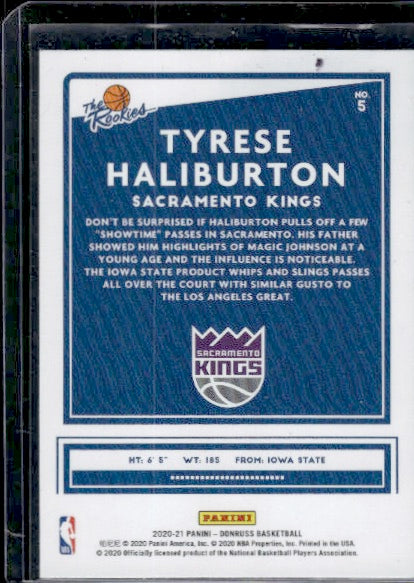 The Rookies
NO.
5
TYRESE
HALIBURTON
SACRAMENTO KINGS
DON'T BE SURPRISED IF HALIBURTON PULLS OFF A FEW
"SHOWTIME" PASSES IN SACRAMENTO. HIS FATHER
SHOWED HIM HIGHLIGHTS OF MAGIC JOHNSON AT A
YOUNG AGE AND THE INFLUENCE IS NOTICEABLE.
THE IOWA STATE PRODUCT WHIPS AND SLINGS PASSES
ALL OVER THE COURT WITH SIMILAR GUSTO TO
THE LOS ANGELES GREAT.
SACRAMENTO
KINGS
HT: 6' 5" WT: 185 FROM: IOWA STATE
PANINI
2020-21 PANINI – DONRUSS BASKETBALL
© 2020 Panini America, Inc. © 2020 NBA Properties, Inc. Printed in the USA.
© 2020 Officially licensed product of the National Basketball Players Association.
NBA